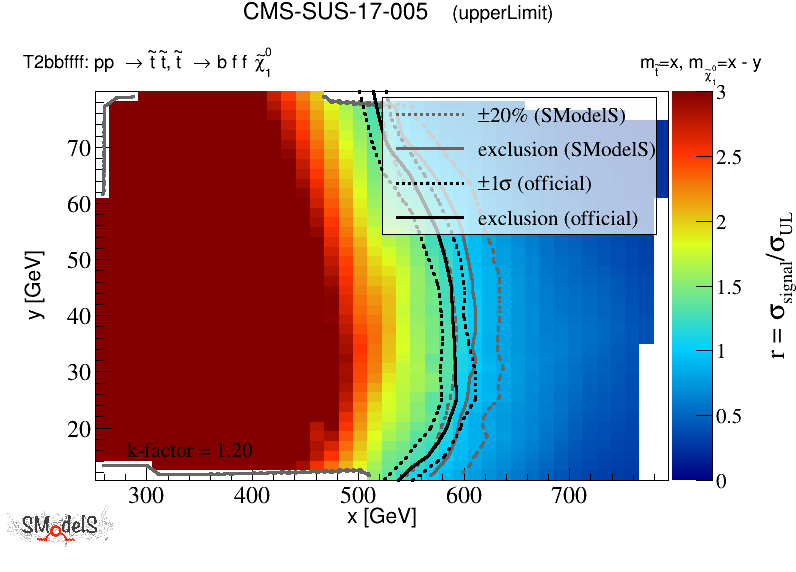 CMS-SUS-17-005 (upperLimit)
T2bbffff: pp → t̃ t̃, t̃ → b f f χ̃⁰₁
m_t̃=x, m_χ̃⁰₁=x - y
±20% (SModelS)
exclusion (SModelS)
±1σ (official)
exclusion (official)
k-factor = 1.20
y [GeV]
70
60
50
40
30
20
300 400 500 600 700
x [GeV]
3
2.5
2
1.5
1
0.5
0
r = σ_signal/σ_UL
SModelS